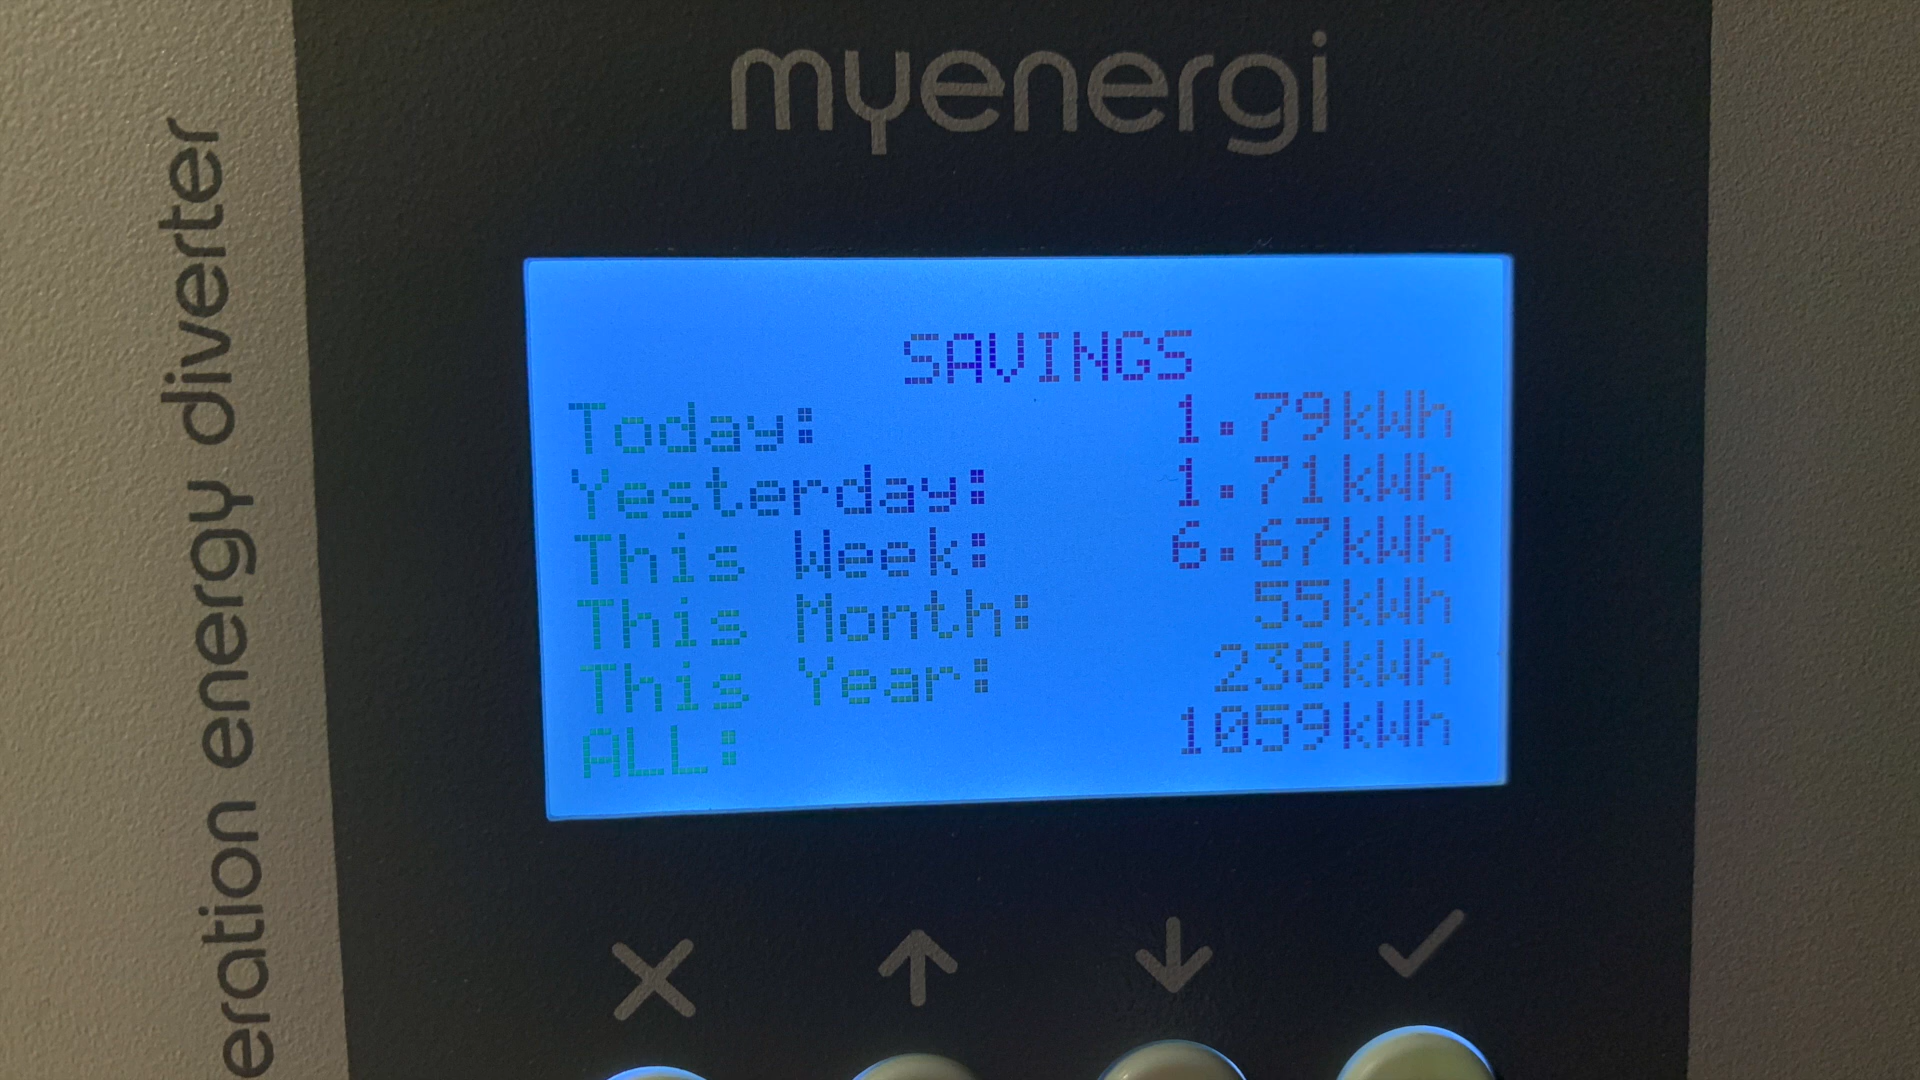 myenergi
eration energy diverter
SAVINGS
Today: 1.79kWh
Yesterday: 1.71kWh
This Week: 6.67kWh
This Month: 55kWh
This Year: 238kWh
ALL: 1059kWh